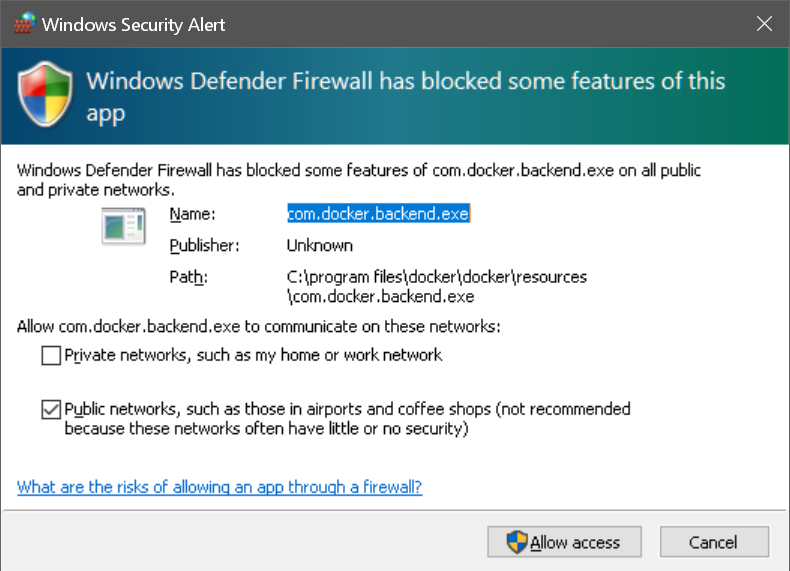 Windows Security Alert
Windows Defender Firewall has blocked some features of this
app
Windows Defender Firewall has blocked some features of com.docker.backend.exe on all public
and private networks.
Name: com.docker.backend.exe
Publisher: Unknown
Path: C:\program files\docker\docker\resources
\com.docker.backend.exe
Allow com.docker.backend.exe to communicate on these networks:
Private networks, such as my home or work network
Public networks, such as those in airports and coffee shops (not recommended
because these networks often have little or no security)
What are the risks of allowing an app through a firewall?
Allow access Cancel